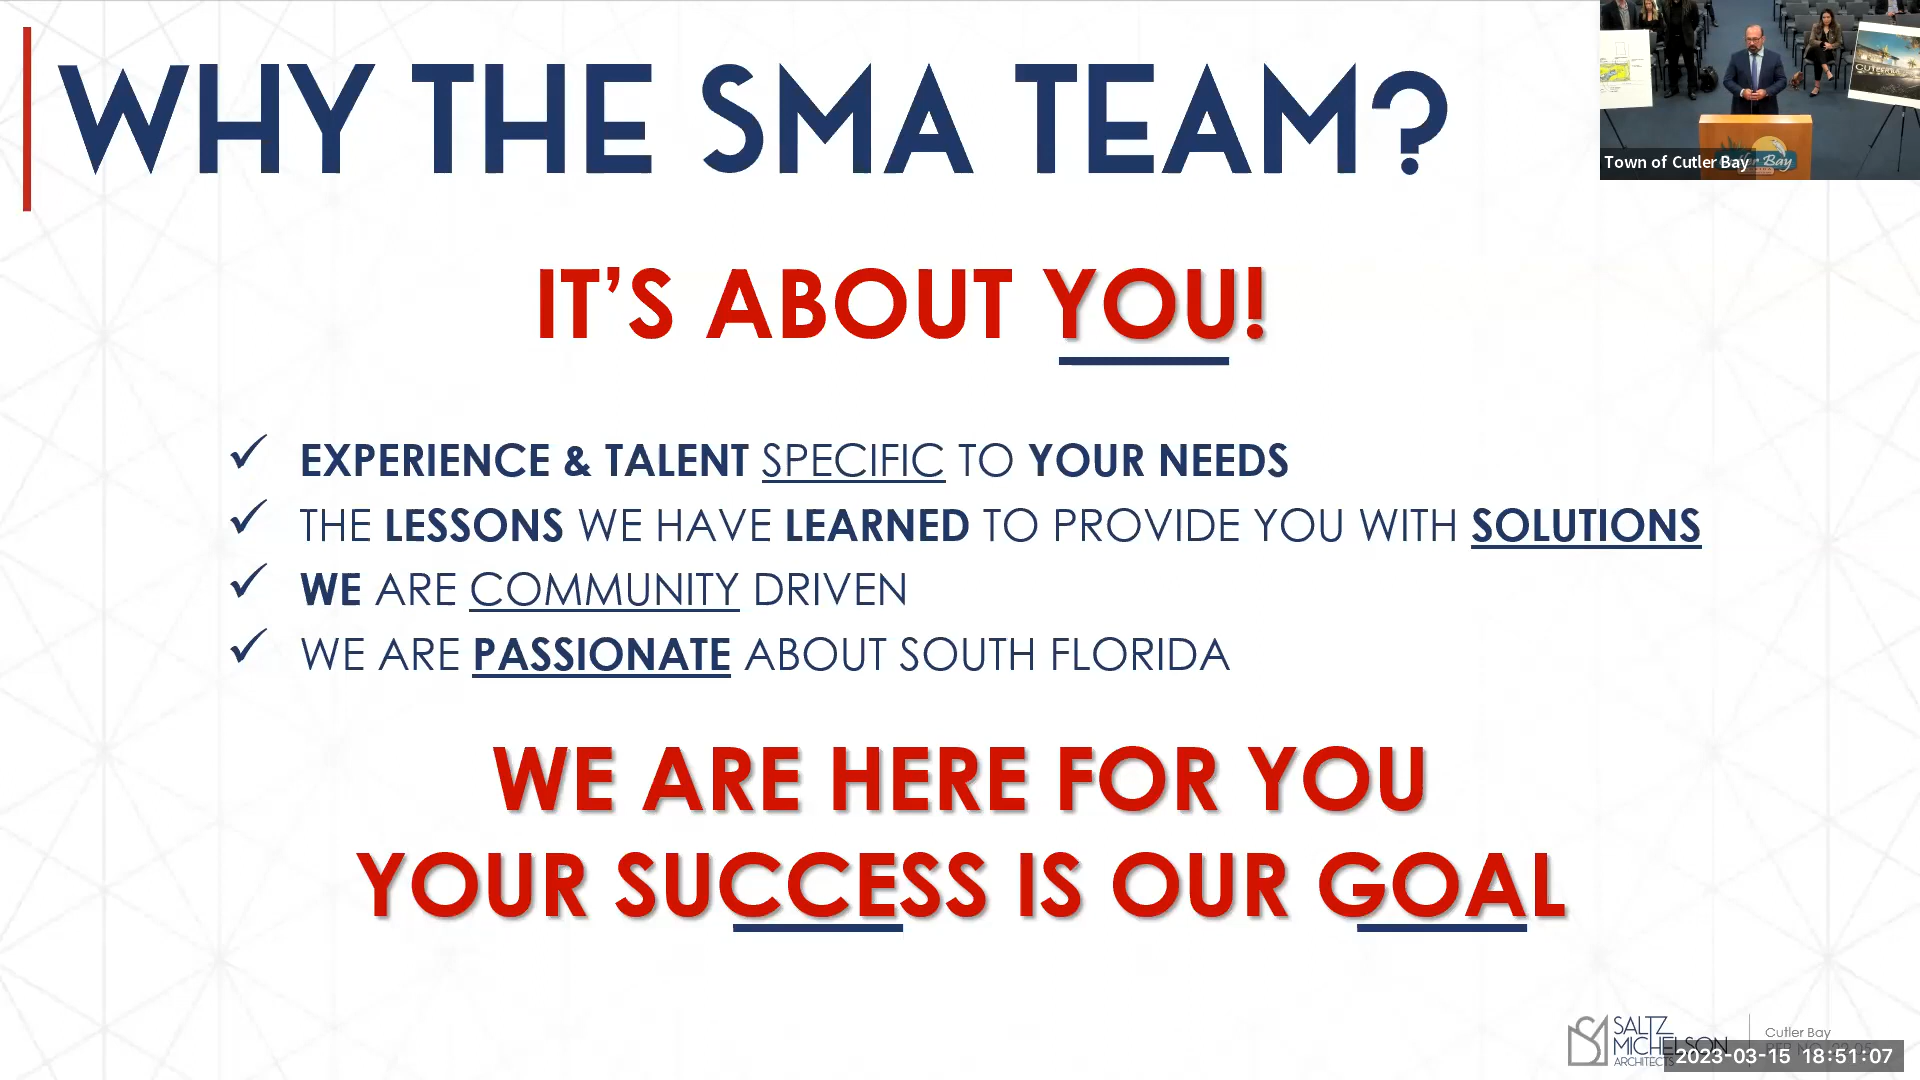 WHY THE SMA TEAM?
Town of Cutler Bay
IT'S ABOUT YOU!
✓ EXPERIENCE & TALENT SPECIFIC TO YOUR NEEDS
✓ THE LESSONS WE HAVE LEARNED TO PROVIDE YOU WITH SOLUTIONS
✓ WE ARE COMMUNITY DRIVEN
✓ WE ARE PASSIONATE ABOUT SOUTH FLORIDA
WE ARE HERE FOR YOU
YOUR SUCCESS IS OUR GOAL
SALTZ
MICHELSON
ARCHITECTS
Cutler Bay
2023-03-15 18:51:07